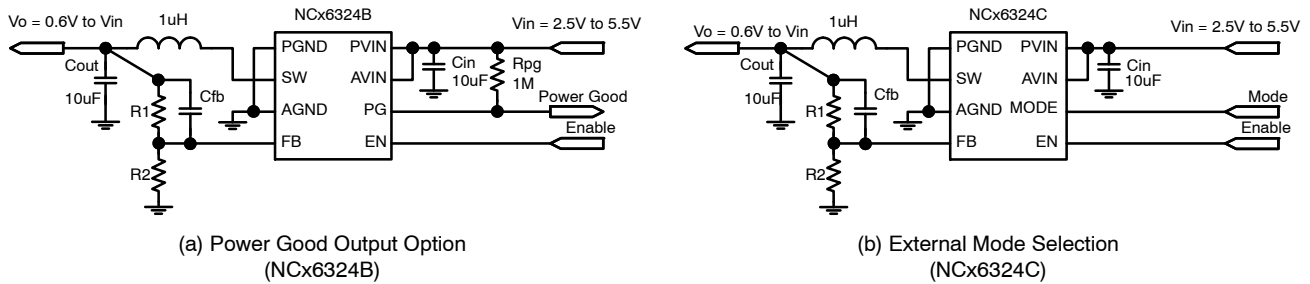 NCx6324B
Vo = 0.6V to Vin
1uH
Vin = 2.5V to 5.5V
PGND
PVIN
Cout
10uF
SW
AVIN
Cin
10uF
Rpg
1M
Cfb
R1
AGND
PG
Power Good
Enable
FB
EN
R2
(a) Power Good Output Option
(NCx6324B)
NCx6324C
Vo = 0.6V to Vin
1uH
Vin = 2.5V to 5.5V
PGND
PVIN
Cout
10uF
SW
AVIN
Cin
10uF
Cfb
R1
AGND
MODE
Mode
Enable
FB
EN
R2
(b) External Mode Selection
(NCx6324C)